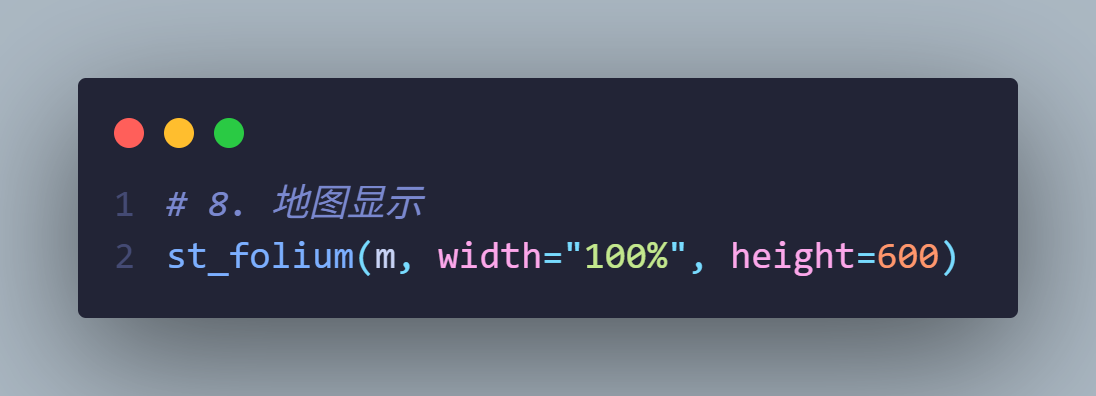 1 # 8. 地图显示
2 st_folium(m, width="100%", height=600)